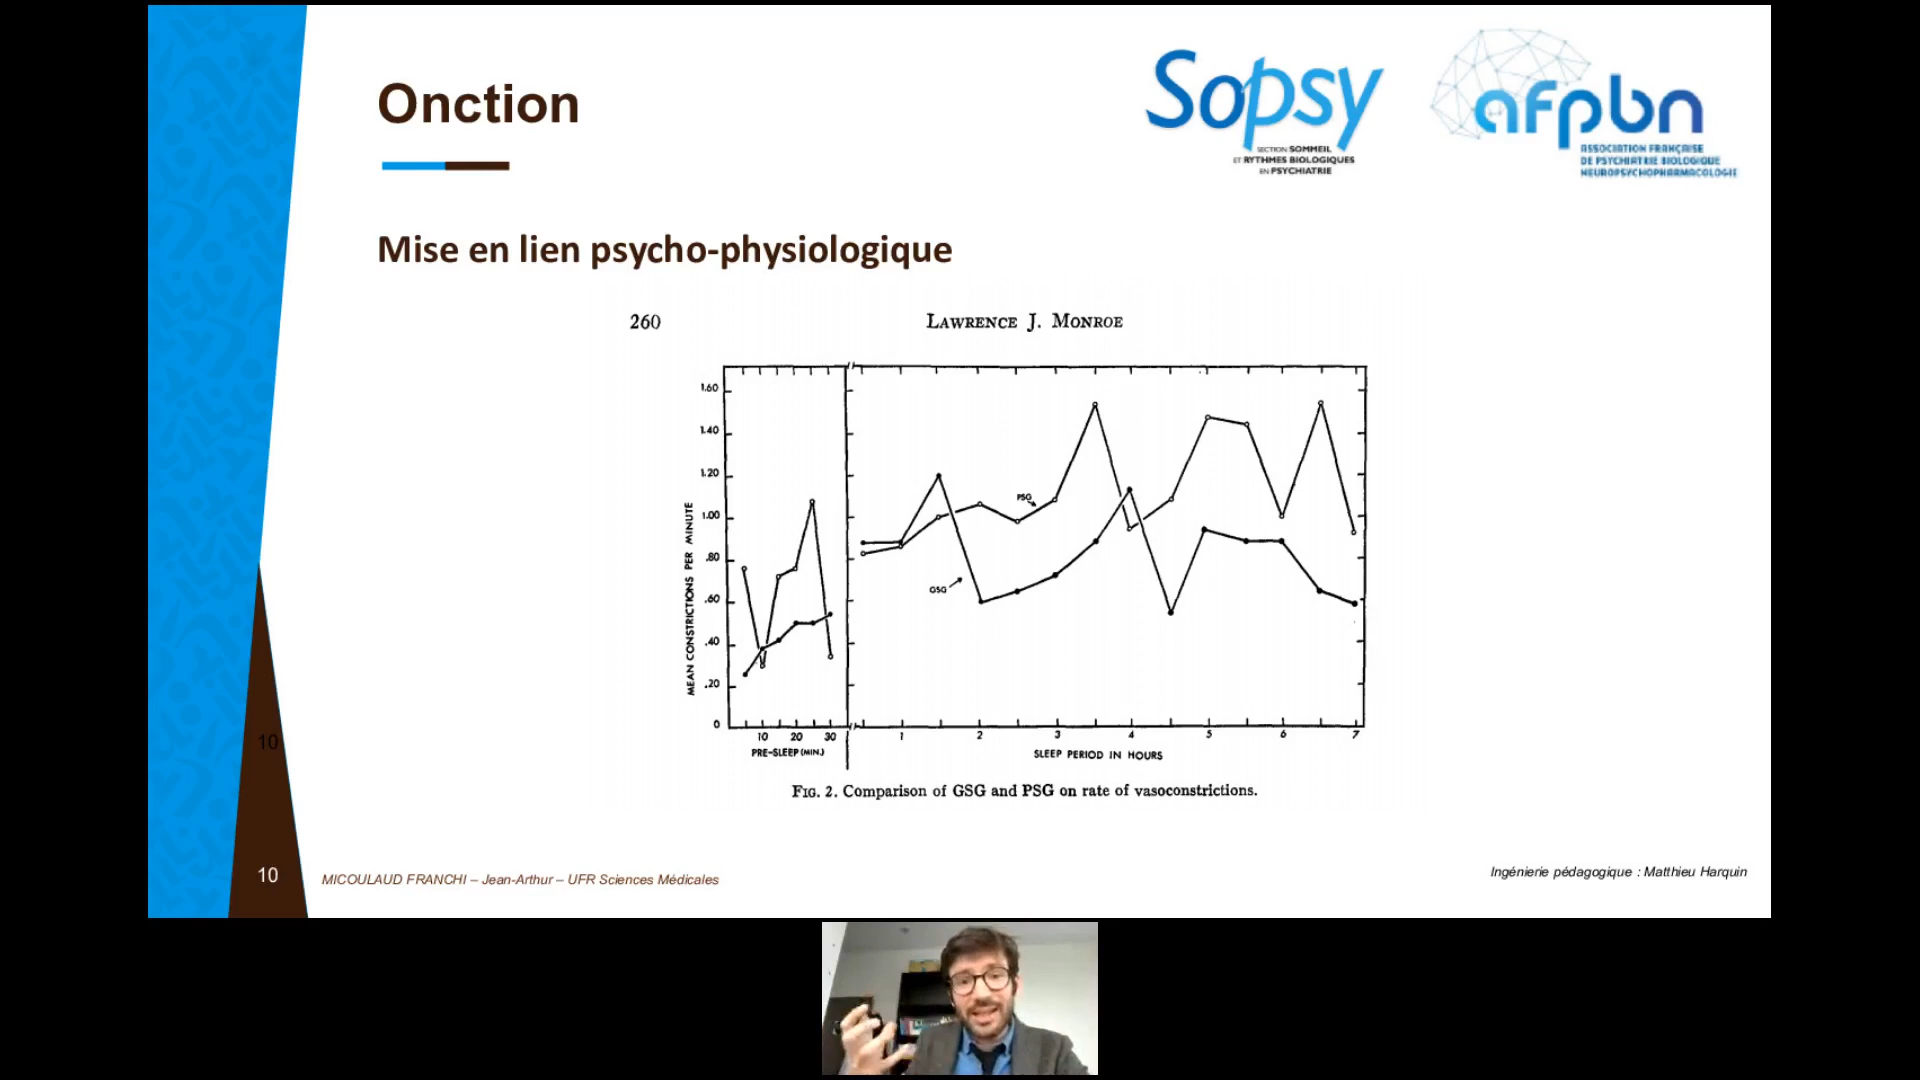 Onction
Sopsy
SECTION SOMMEIL
ET RYTHMES BIOLOGIQUES
EN PSYCHIATRIE
afpbn
ASSOCIATION FRANÇAISE
DE PSYCHIATRIE BIOLOGIQUE
NEUROPSYCHOPHARMACOLOGIE
Mise en lien psycho-physiologique
260
LAWRENCE J. MONROE
MEAN CONSTRICTIONS PER MINUTE
1.60
1.40
1.20
1.00
.80
.60
.40
.20
0
PSG
GSG
10 20 30
PRE-SLEEP (MIN.)
1 2 3 4 5 6 7
SLEEP PERIOD IN HOURS
FIG. 2. Comparison of GSG and PSG on rate of vasoconstrictions.
10
10
MICOULAUD FRANCHI – Jean-Arthur – UFR Sciences Médicales
Ingénierie pédagogique : Matthieu Harquin